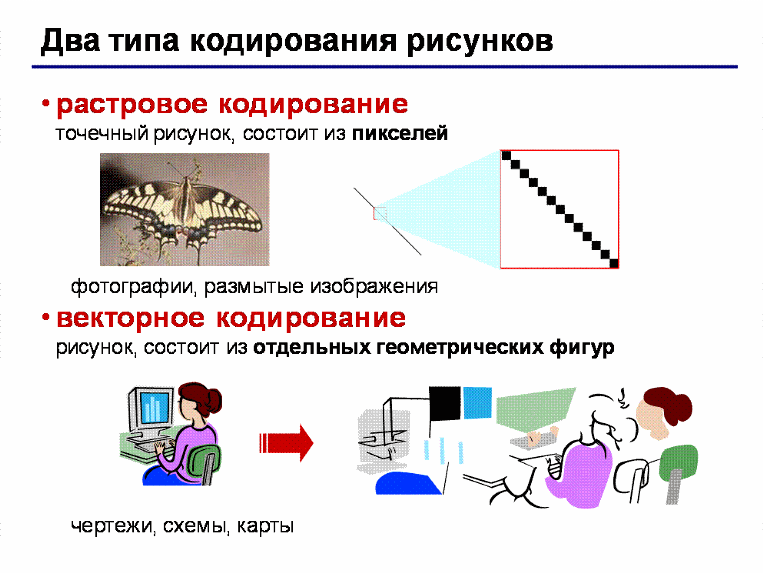 Два типа кодирования рисунков
• растровое кодирование
точечный рисунок, состоит из пикселей
фотографии, размытые изображения
• векторное кодирование
рисунок, состоит из отдельных геометрических фигур
чертежи, схемы, карты